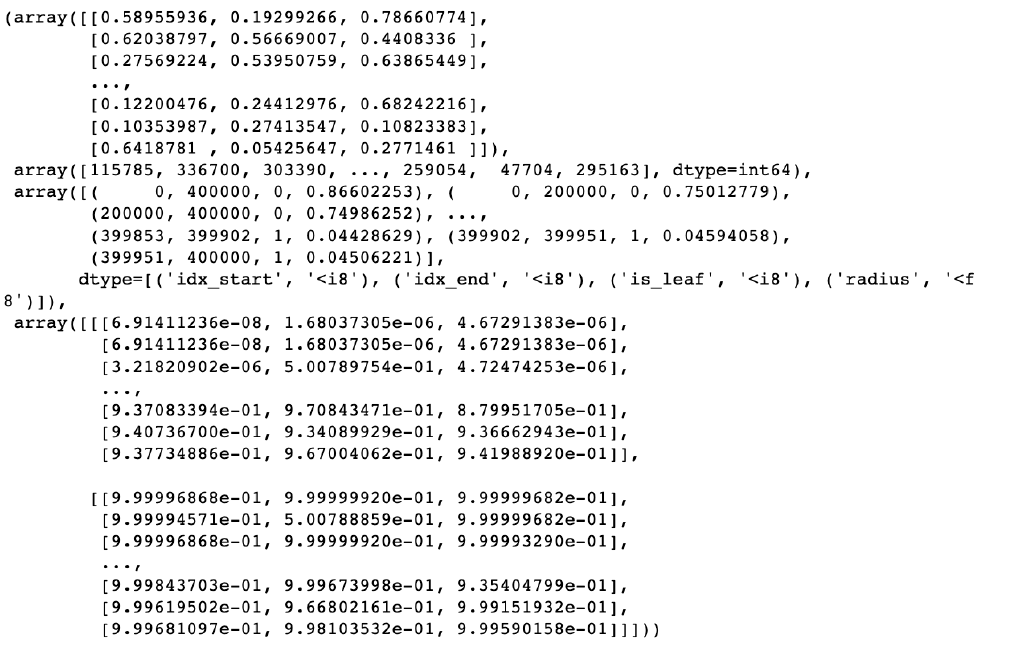 (array([[0.58955936, 0.19299266, 0.78660774],
        [0.62038797, 0.56669007, 0.4408336 ],
        [0.27569224, 0.53950759, 0.63865449],
        ...,
        [0.12200476, 0.24412976, 0.68242216],
        [0.10353987, 0.27413547, 0.10823383],
        [0.6418781 , 0.05425647, 0.2771461 ]]),
 array([115785, 336700, 303390, ..., 259054,  47704, 295163], dtype=int64),
 array([(     0, 400000, 0, 0.86602253), (     0, 200000, 0, 0.75012779),
        (200000, 400000, 0, 0.74986252), ...,
        (399853, 399902, 1, 0.04428629), (399902, 399951, 1, 0.04594058),
        (399951, 400000, 1, 0.04506221)],
       dtype=[('idx_start', '<i8'), ('idx_end', '<i8'), ('is_leaf', '<i8'), ('radius', '<f
8')]),
 array([[[6.91411236e-08, 1.68037305e-06, 4.67291383e-06],
         [6.91411236e-08, 1.68037305e-06, 4.67291383e-06],
         [3.21820902e-06, 5.00789754e-01, 4.72474253e-06],
         ...,
         [9.37083394e-01, 9.70843471e-01, 8.79951705e-01],
         [9.40736700e-01, 9.34089929e-01, 9.36662943e-01],
         [9.37734886e-01, 9.67004062e-01, 9.41988920e-01]],

        [[9.99996868e-01, 9.99999920e-01, 9.99999682e-01],
         [9.99994571e-01, 5.00788859e-01, 9.99999682e-01],
         [9.99996868e-01, 9.99999920e-01, 9.99993290e-01],
         ...,
         [9.99843703e-01, 9.99673998e-01, 9.35404799e-01],
         [9.99619502e-01, 9.66802161e-01, 9.99151932e-01],
         [9.99681097e-01, 9.98103532e-01, 9.99590158e-01]]]))